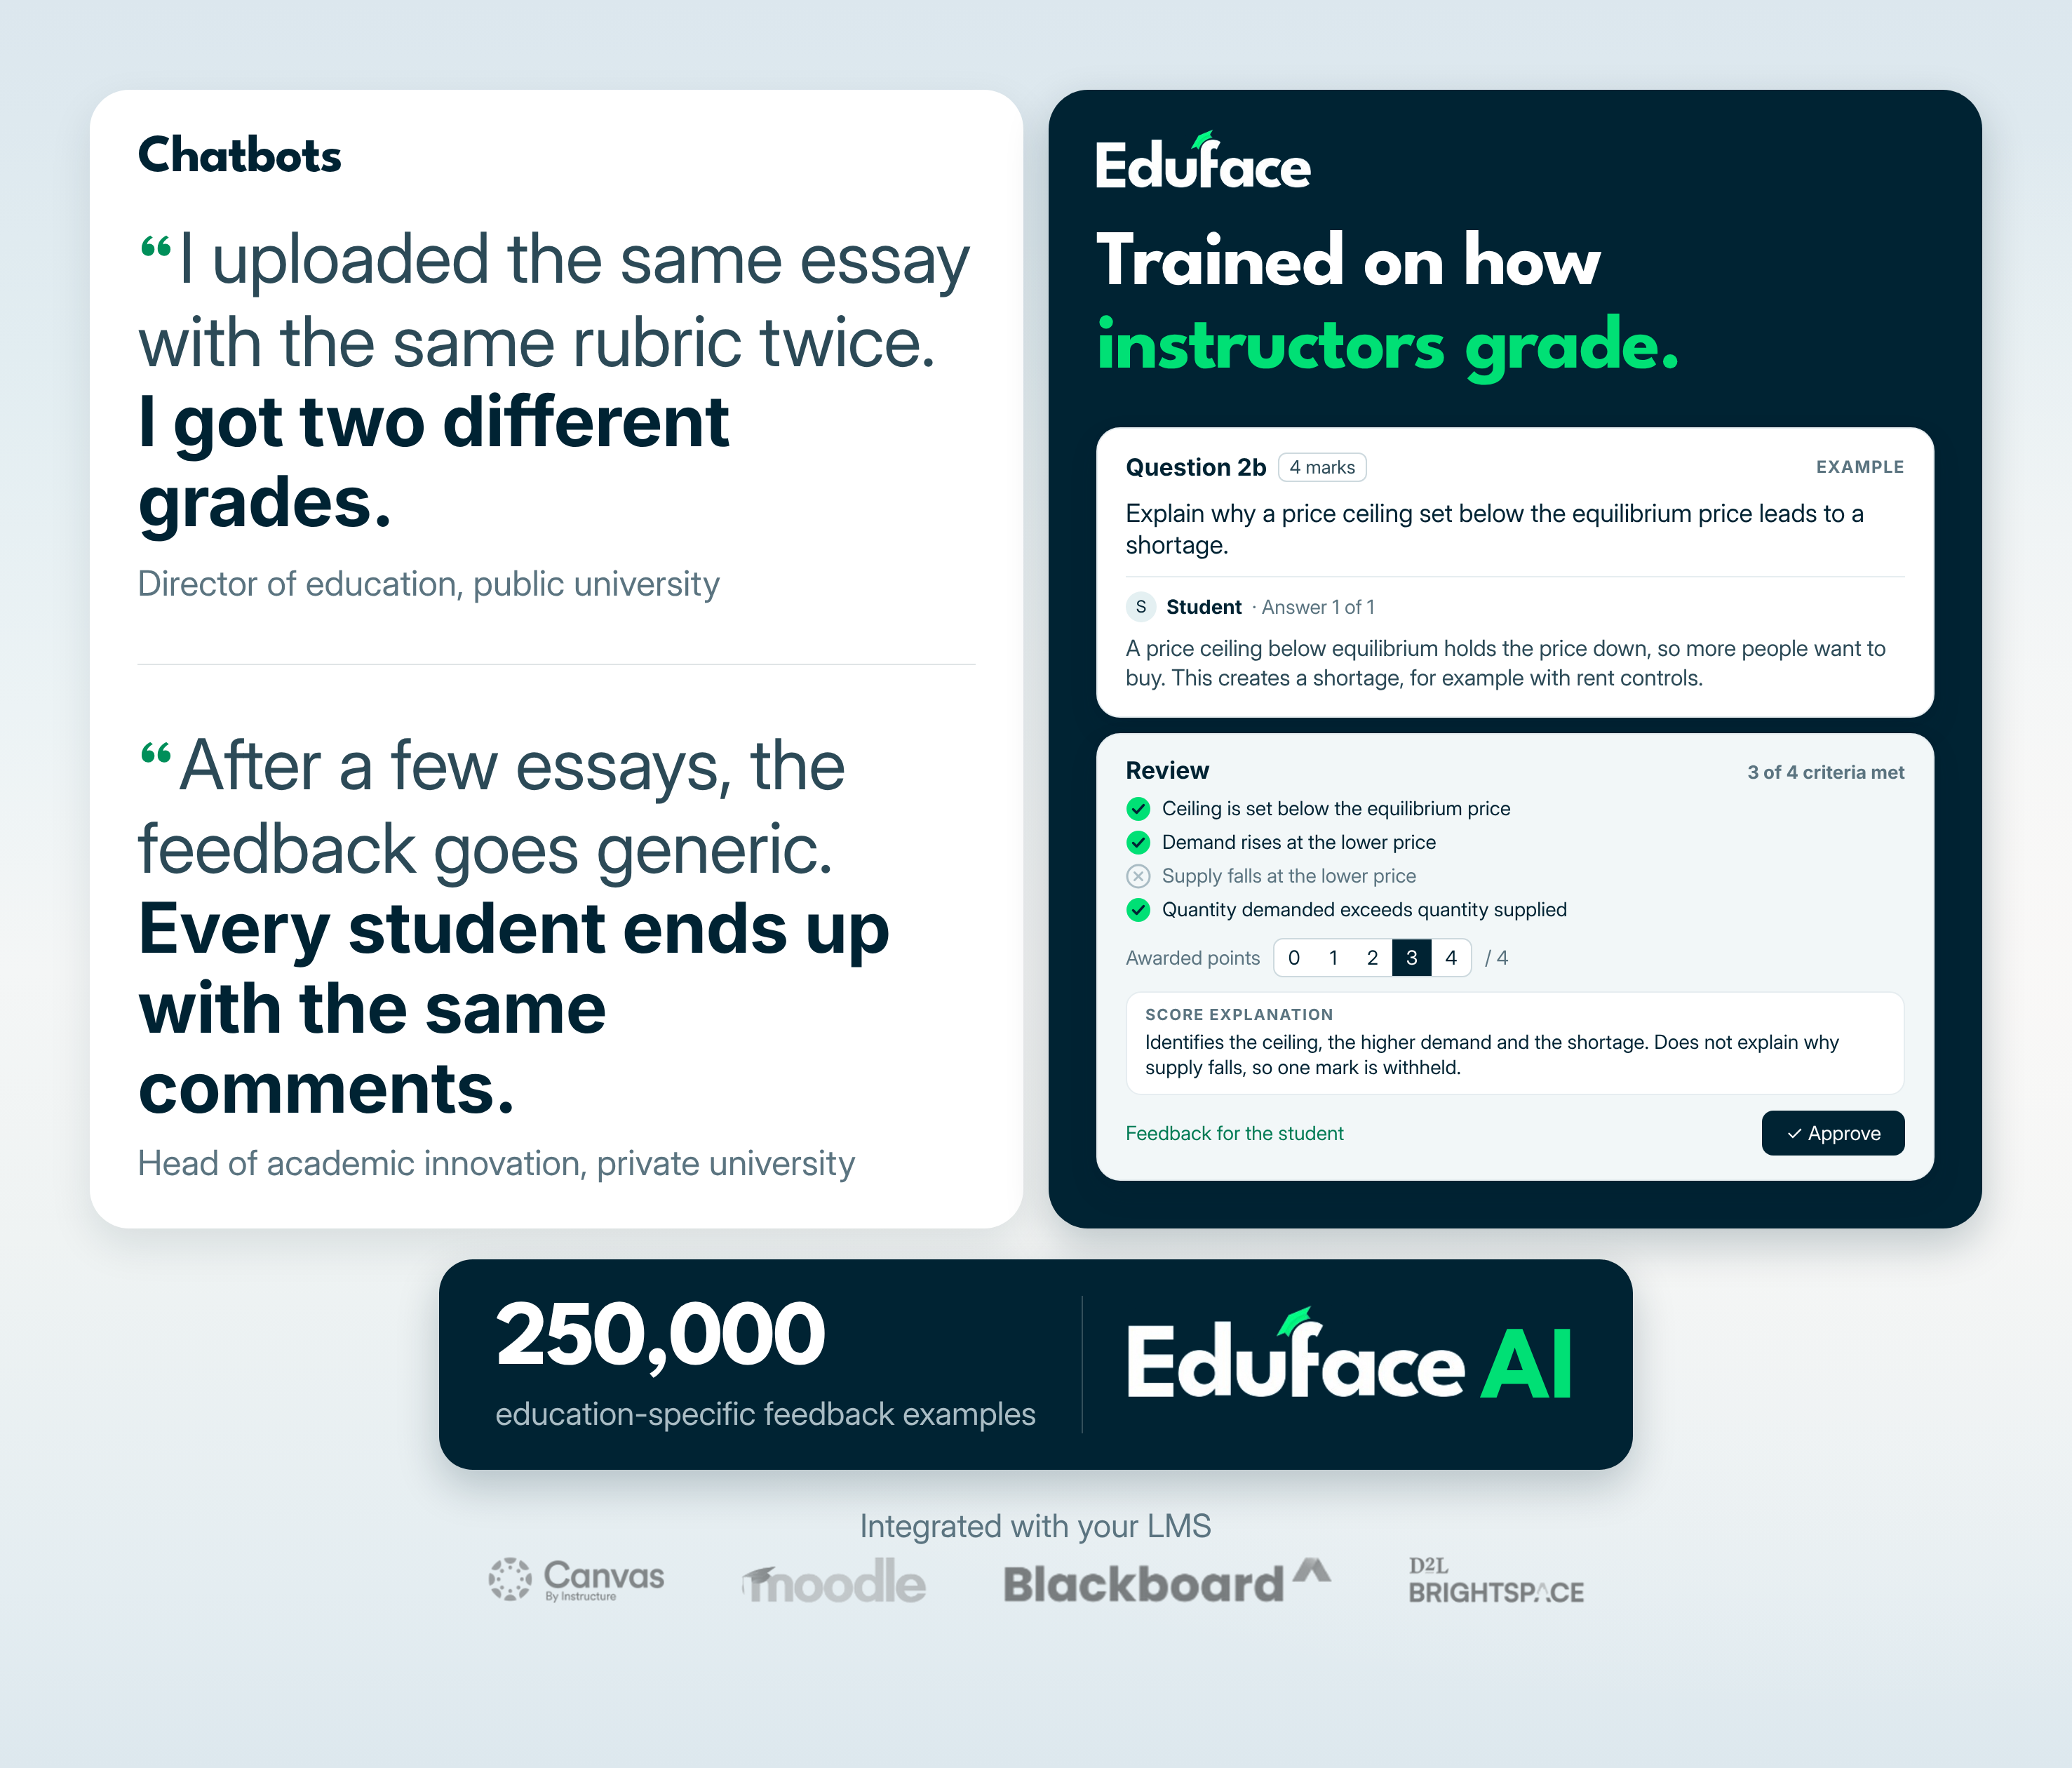 Chatbots
“I uploaded the same essay
with the same rubric twice.
I got two different
grades.
Director of education, public university
“After a few essays, the
feedback goes generic.
Every student ends up
with the same
comments.
Head of academic innovation, private university
Eduface
Trained on how
instructors grade.
Question 2b 4 marks EXAMPLE
Explain why a price ceiling set below the equilibrium price leads to a
shortage.
S Student · Answer 1 of 1
A price ceiling below equilibrium holds the price down, so more people want to
buy. This creates a shortage, for example with rent controls.
Review 3 of 4 criteria met
Ceiling is set below the equilibrium price
Demand rises at the lower price
Supply falls at the lower price
Quantity demanded exceeds quantity supplied
Awarded points 0 1 2 3 4 / 4
SCORE EXPLANATION
Identifies the ceiling, the higher demand and the shortage. Does not explain why
supply falls, so one mark is withheld.
Feedback for the student ✓ Approve
250,000
education-specific feedback examples
Eduface AI
Integrated with your LMS
Canvas
By Instructure
moodle
Blackboard
D2L
BRIGHTSPACE